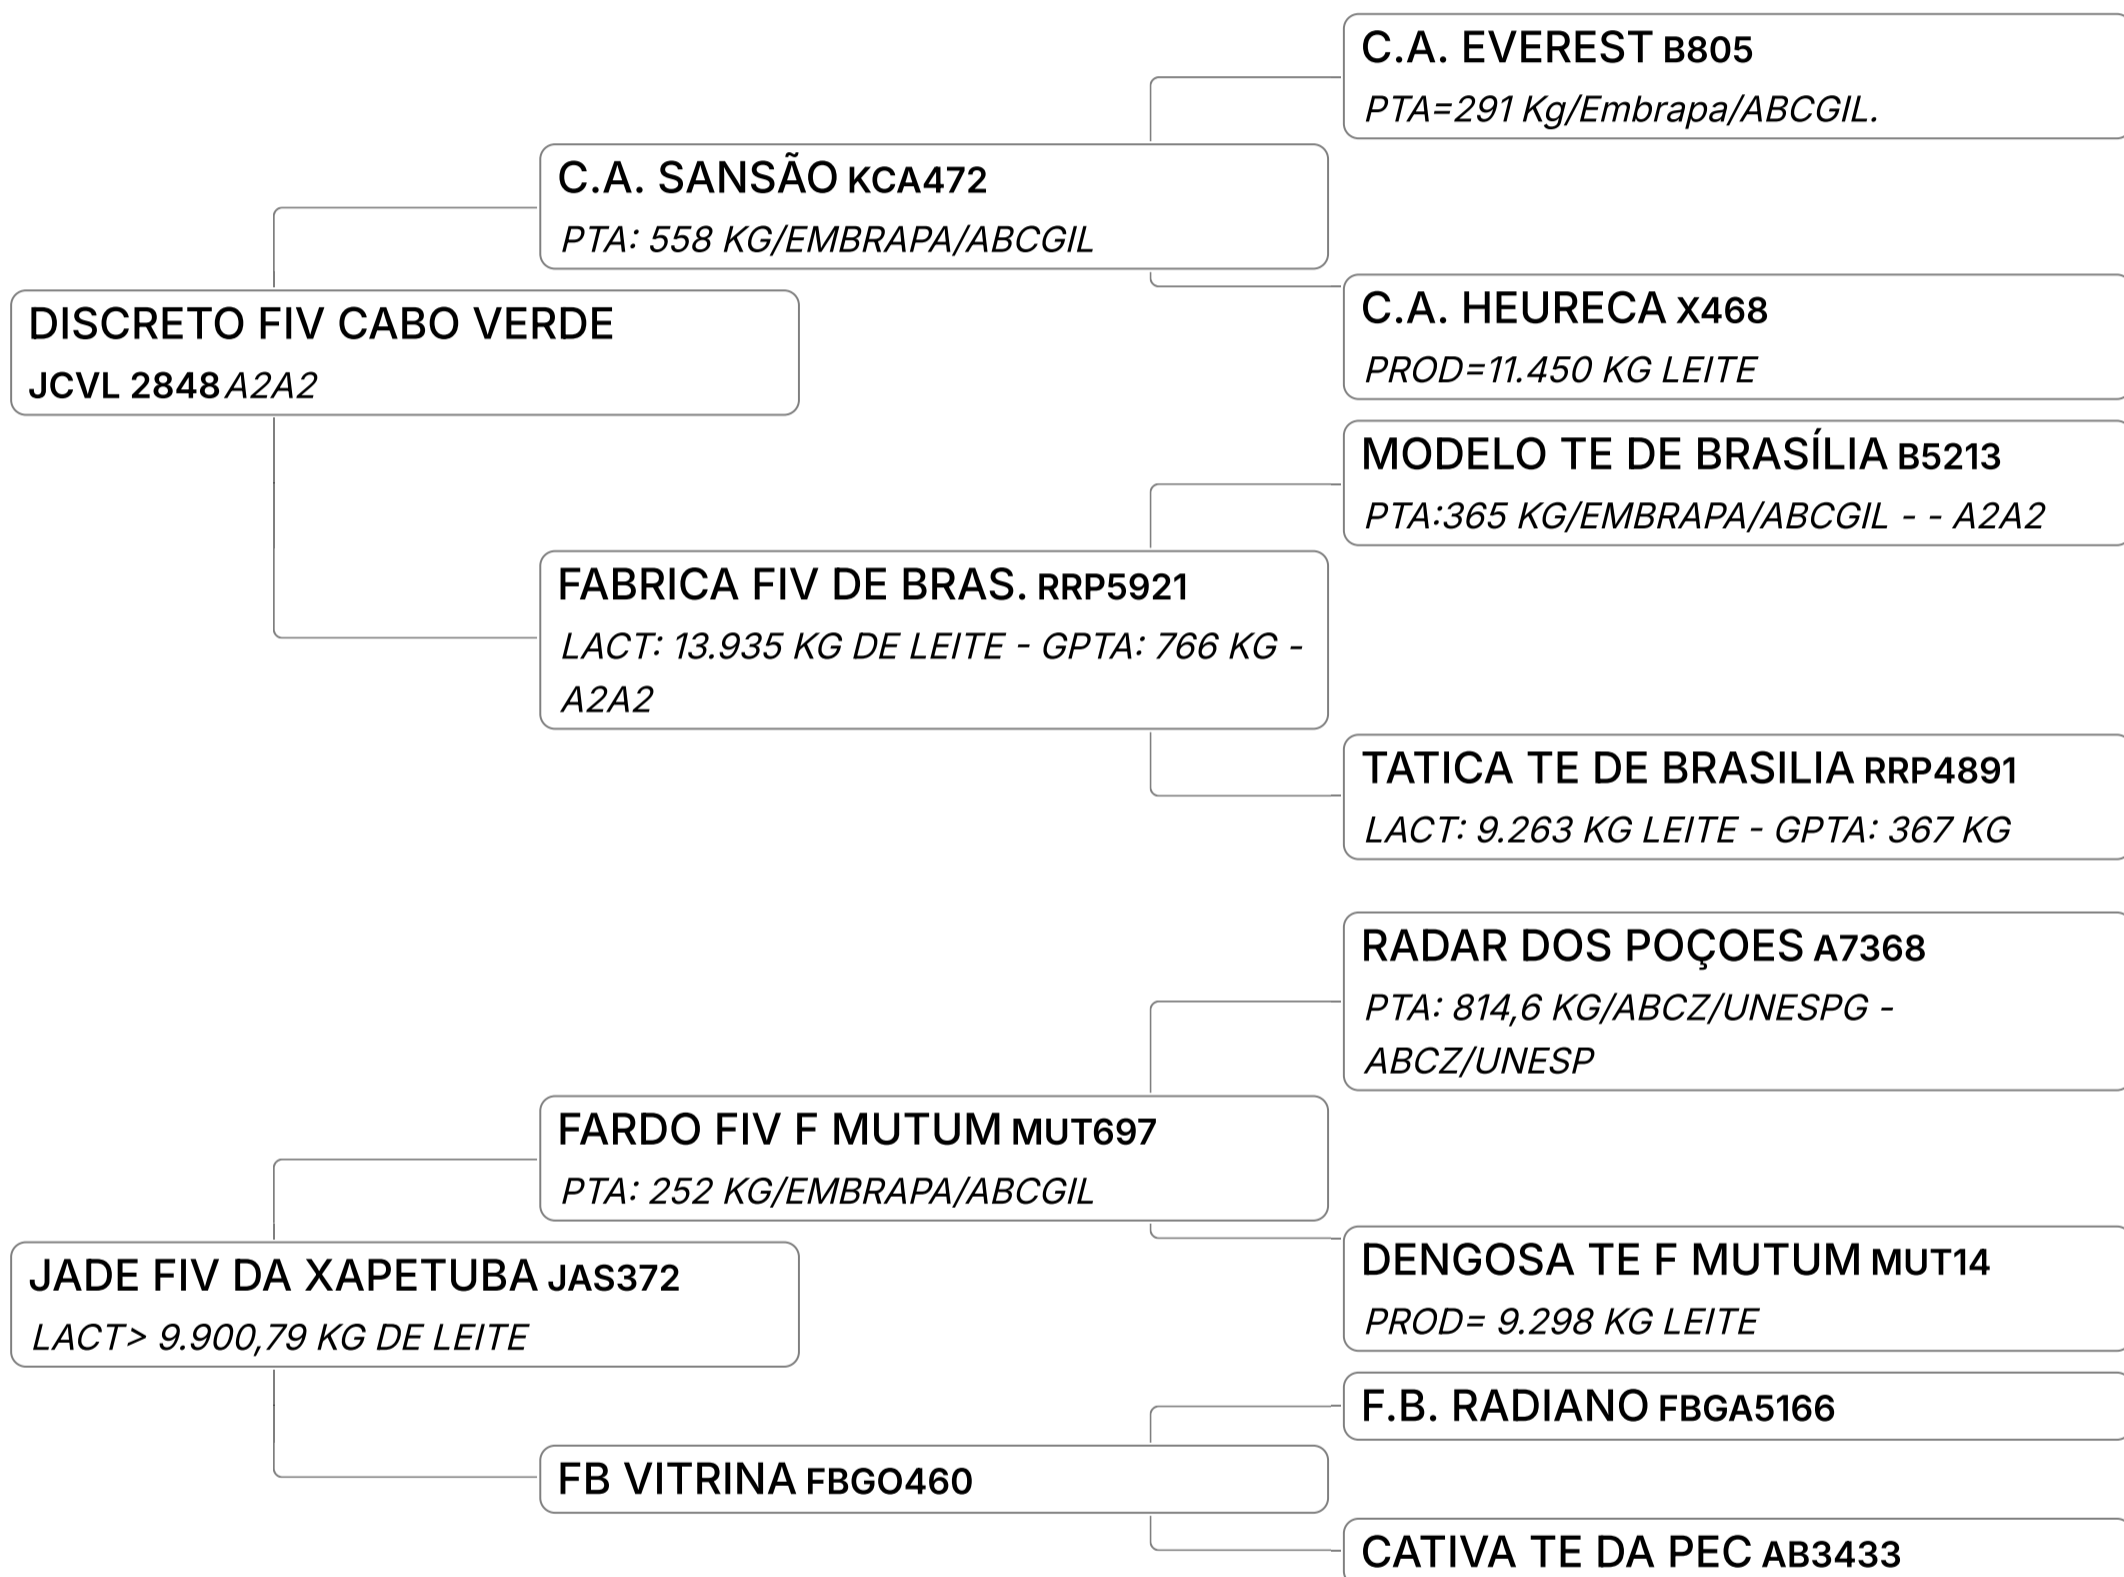 C.A. EVEREST B805
PTA=291 Kg/Embrapa/ABCGIL.
C.A. SANSÃO KCA472
PTA: 558 KG/EMBRAPA/ABCGIL
C.A. HEURECA X468
PROD=11.450 KG LEITE
DISCRETO FIV CABO VERDE
JCVL 2848 A2A2
MODELO TE DE BRASÍLIA B5213
PTA:365 KG/EMBRAPA/ABCGIL - - A2A2
FABRICA FIV DE BRAS. RRP5921
LACT: 13.935 KG DE LEITE - GPTA: 766 KG -
A2A2
TATICA TE DE BRASILIA RRP4891
LACT: 9.263 KG LEITE - GPTA: 367 KG
RADAR DOS POÇOES A7368
PTA: 814,6 KG/ABCZ/UNESPG -
ABCZ/UNESP
FARDO FIV F MUTUM MUT697
PTA: 252 KG/EMBRAPA/ABCGIL
DENGOSA TE F MUTUM MUT14
PROD= 9.298 KG LEITE
JADE FIV DA XAPETUBA JAS372
LACT> 9.900,79 KG DE LEITE
F.B. RADIANO FBGA5166
FB VITRINA FBGO460
CATIVA TE DA PEC AB3433